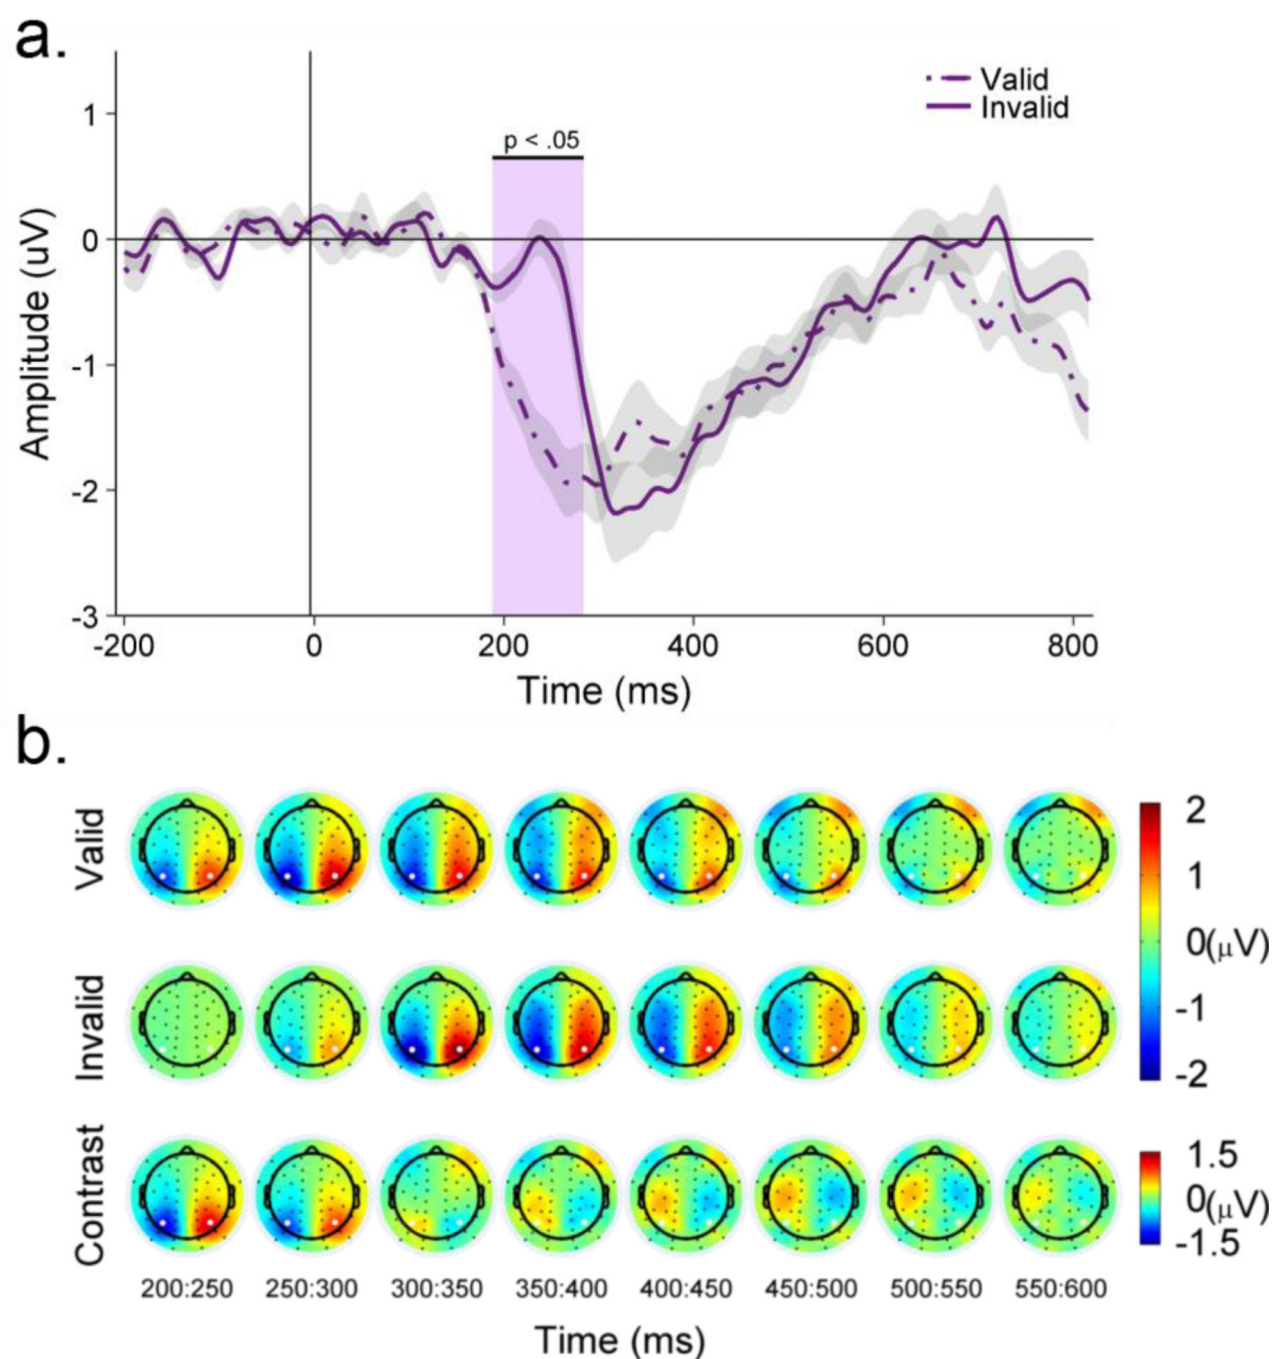 a.
Valid
Invalid
p < .05
Amplitude (uV)
1
0
-1
-2
-3
-200 0 200 400 600 800
Time (ms)
b.
Valid
2
1
0(μV)
-1
-2
Invalid
Contrast
1.5
0(μV)
-1.5
200:250 250:300 300:350 350:400 400:450 450:500 500:550 550:600
Time (ms)